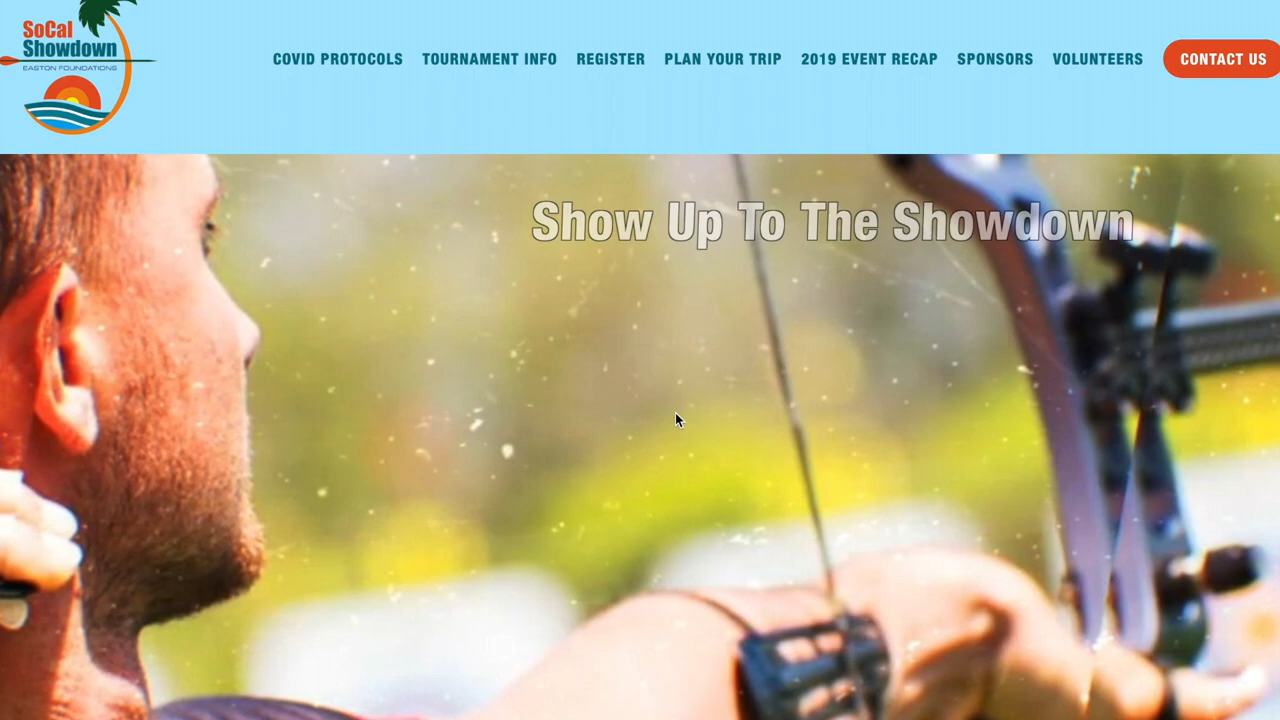 SoCal
Showdown
EASTON FOUNDATIONS
COVID PROTOCOLS TOURNAMENT INFO REGISTER PLAN YOUR TRIP 2019 EVENT RECAP SPONSORS VOLUNTEERS CONTACT US
Show Up To The Showdown